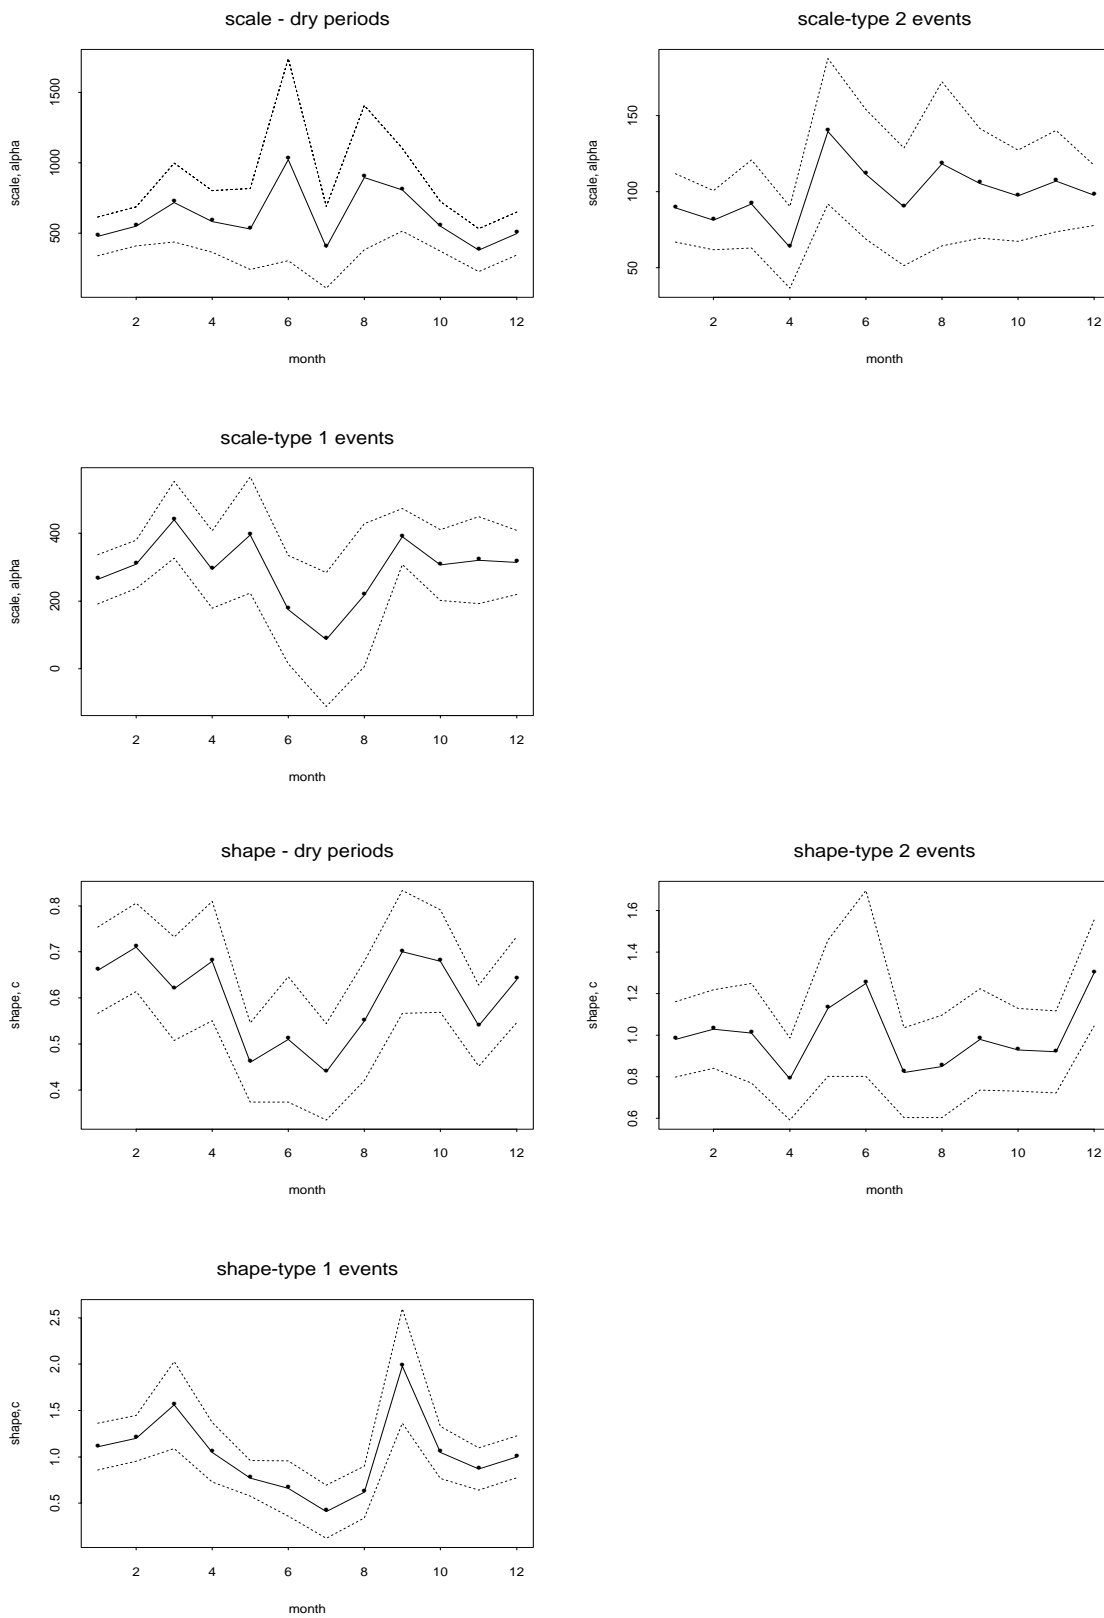 scale - dry periods
scale, alpha
500 1000 1500
2 4 6 8 10 12
month
scale-type 2 events
scale, alpha
50 100 150
2 4 6 8 10 12
month
scale-type 1 events
scale, alpha
0 200 400
2 4 6 8 10 12
month
shape - dry periods
shape, c
0.4 0.5 0.6 0.7 0.8
2 4 6 8 10 12
month
shape-type 2 events
shape, c
0.6 0.8 1.0 1.2 1.4 1.6
2 4 6 8 10 12
month
shape-type 1 events
shape,c
0.5 1.0 1.5 2.0 2.5
2 4 6 8 10 12
month